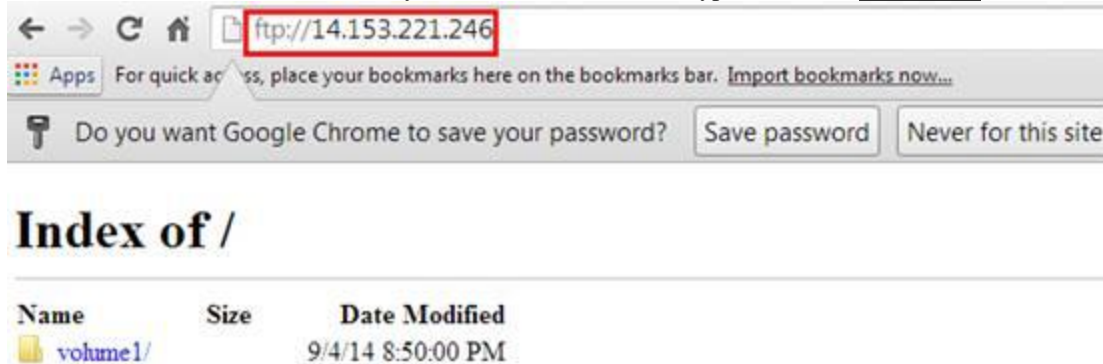 ftp://14.153.221.246
Apps For quick ss, place your bookmarks here on the bookmarks bar. Import bookmarks now...
Do you want Google Chrome to save your password? Save password Never for this site
Index of /
Name Size Date Modified
volume1/ 9/4/14 8:50:00 PM